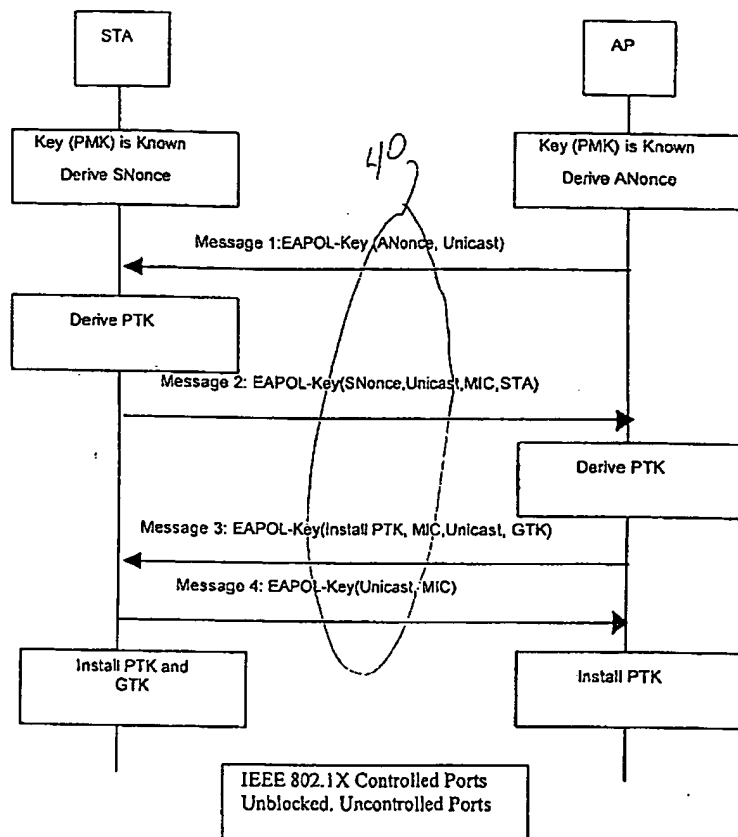 STA
AP
Key (PMK) is Known
Derive SNonce
Key (PMK) is Known
Derive ANonce
40
Message 1:EAPOL-Key (ANonce, Unicast)
Derive PTK
Message 2: EAPOL-Key(SNonce,Unicast,MIC,STA)
Derive PTK
Message 3: EAPOL-Key(Install PTK, MIC,Unicast, GTK)
Message 4: EAPOL-Key(Unicast, MIC)
Install PTK and
GTK
Install PTK
IEEE 802.1X Controlled Ports
Unblocked, Uncontrolled Ports